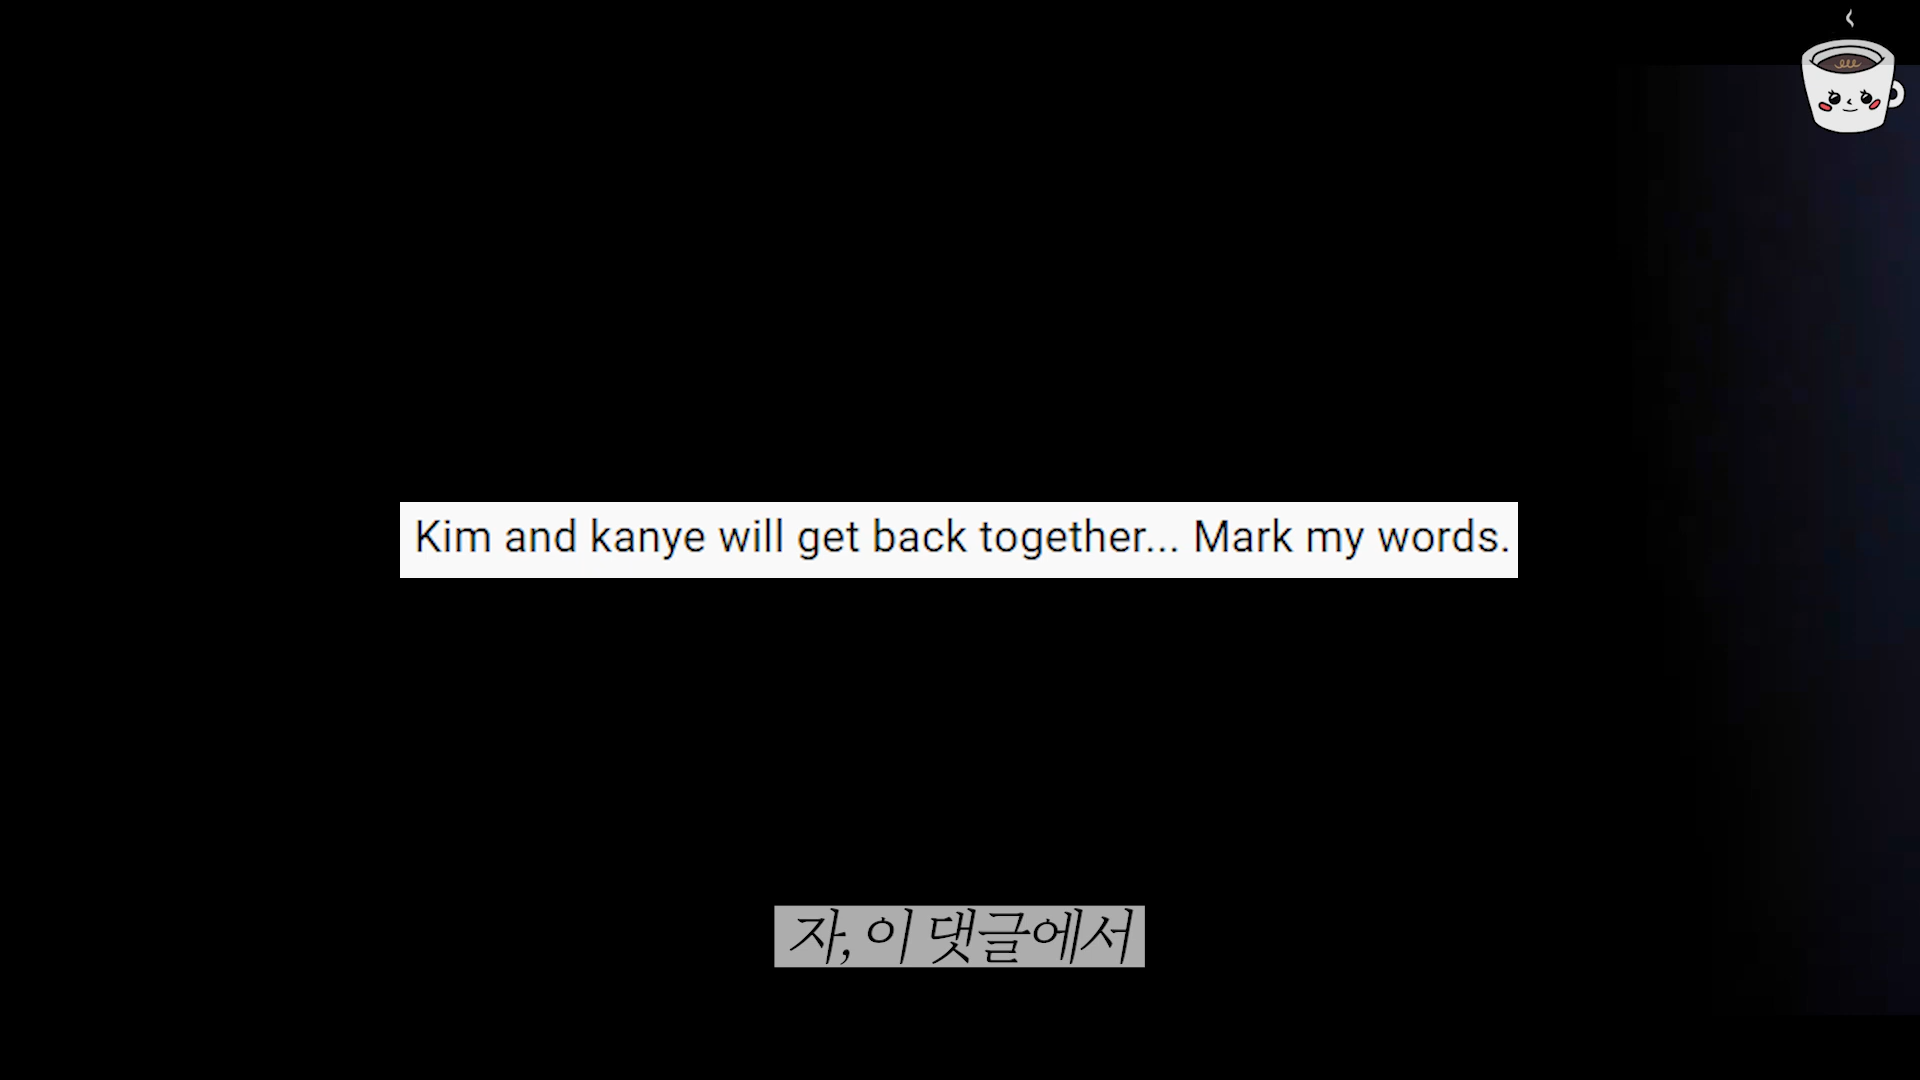 Kim and kanye will get back together... Mark my words.
자, 이 댓글에서